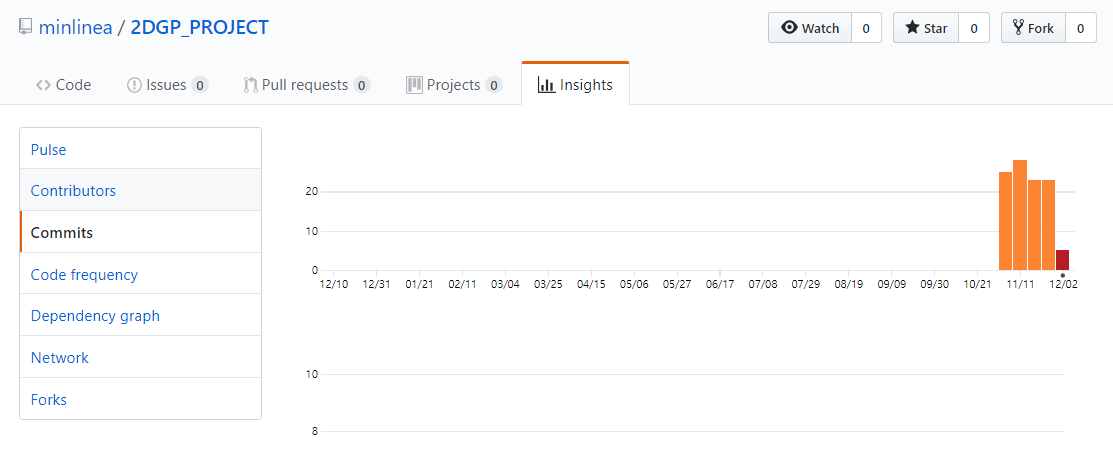 minlinea / 2DGP_PROJECT
Watch 0 Star 0 Fork 0
Code Issues 0 Pull requests 0 Projects 0 Insights
Pulse
Contributors
Commits
Code frequency
Dependency graph
Network
Forks
20
10
0
12/10 12/31 01/21 02/11 03/04 03/25 04/15 05/06 05/27 06/17 07/08 07/29 08/19 09/09 09/30 10/21 11/11 12/02
10
8